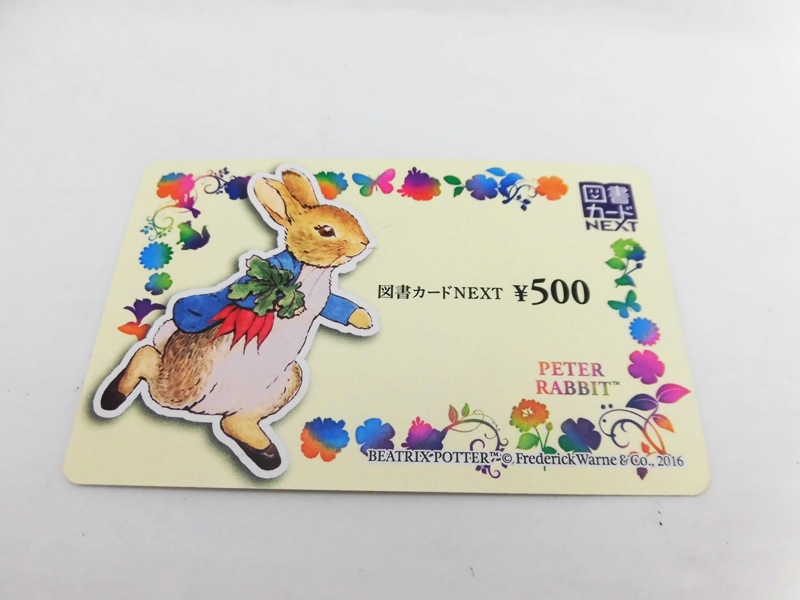 図書
カード
NEXT
図書カードNEXT ¥500
PETER
RABBIT™
BEATRIX POTTER™ © Frederick Warne & Co., 2016